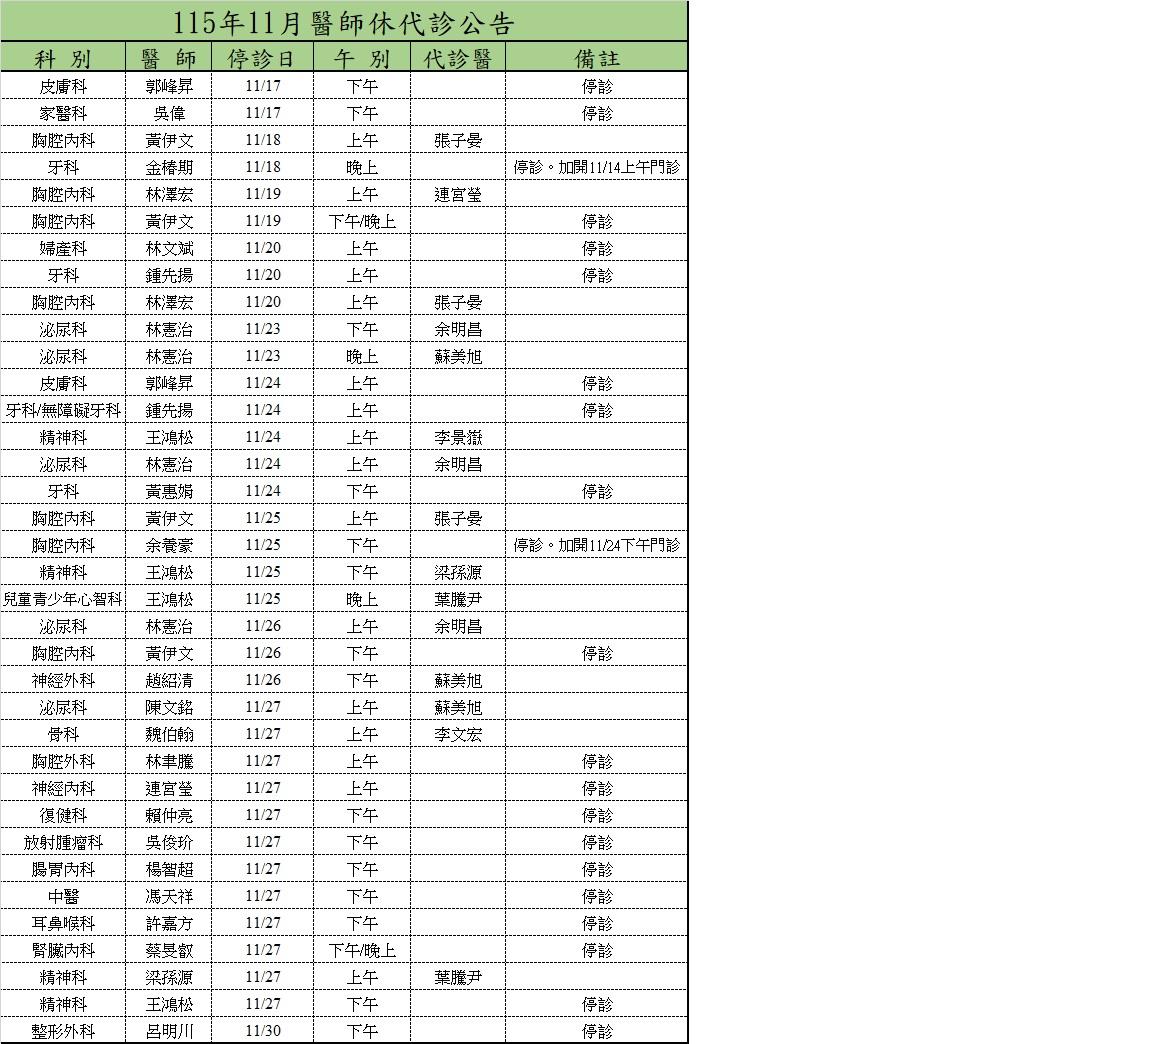 115年11月醫師休代診公告
科 別 醫 師 停診日 午 別 代診醫 備註
皮膚科 郭峰昇 11/17 下午 停診
家醫科 吳偉 11/17 下午 停診
胸腔內科 黃伊文 11/18 上午 張子晏
牙科 金椿期 11/18 晚上 停診。加開11/14上午門診
胸腔內科 林澤宏 11/19 上午 連宮瑩
胸腔內科 黃伊文 11/19 下午/晚上 停診
婦產科 林文斌 11/20 上午 停診
牙科 鍾先揚 11/20 上午 停診
胸腔內科 林澤宏 11/20 上午 張子晏
泌尿科 林憲治 11/23 下午 余明昌
泌尿科 林憲治 11/23 晚上 蘇美旭
皮膚科 郭峰昇 11/24 上午 停診
牙科/無障礙牙科 鍾先揚 11/24 上午 停診
精神科 王鴻松 11/24 上午 李景嶽
泌尿科 林憲治 11/24 上午 余明昌
牙科 黃惠娟 11/24 下午 停診
胸腔內科 黃伊文 11/25 上午 張子晏
胸腔內科 余養豪 11/25 下午 停診。加開11/24下午門診
精神科 王鴻松 11/25 下午 梁孫源
兒童青少年心智科 王鴻松 11/25 晚上 葉騰尹
泌尿科 林憲治 11/26 上午 余明昌
胸腔內科 黃伊文 11/26 下午 停診
神經外科 趙紹清 11/26 下午 蘇美旭
泌尿科 陳文銘 11/27 上午 蘇美旭
骨科 魏伯翰 11/27 上午 李文宏
胸腔外科 林聿騰 11/27 上午 停診
神經內科 連宮瑩 11/27 上午 停診
復健科 賴仲亮 11/27 下午 停診
放射腫瘤科 吳俊玠 11/27 下午 停診
腸胃內科 楊智超 11/27 下午 停診
中醫 馮天祥 11/27 下午 停診
耳鼻喉科 許嘉方 11/27 下午 停診
腎臟內科 蔡旻叡 11/27 下午/晚上 停診
精神科 梁孫源 11/27 上午 葉騰尹
精神科 王鴻松 11/27 下午 停診
整形外科 呂明川 11/30 下午 停診